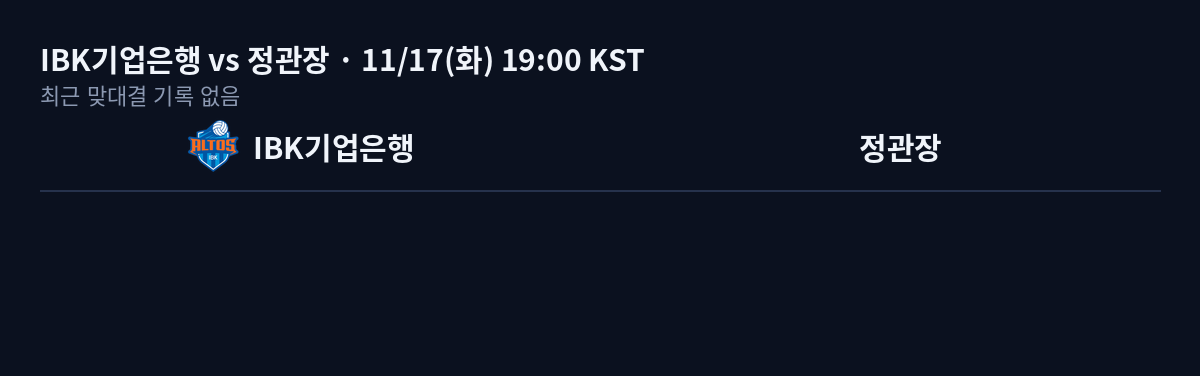 IBK기업은행 vs 정관장 · 11/17(화) 19:00 KST
최근 맞대결 기록 없음
ALTOS
IBK
IBK기업은행
정관장